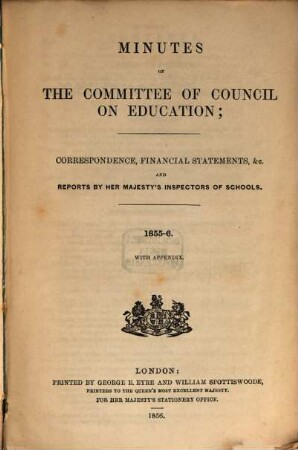 MINUTES
OF
THE COMMITTEE OF COUNCIL
ON EDUCATION;
CORRESPONDENCE, FINANCIAL STATEMENTS, &c.
AND
REPORTS BY HER MAJESTY'S INSPECTORS OF SCHOOLS.
1855-6.
WITH APPENDIX.
LONDON:
PRINTED BY GEORGE E. EYRE AND WILLIAM SPOTTISWOODE,
PRINTERS TO THE QUEEN'S MOST EXCELLENT MAJESTY.
FOR HER MAJESTY'S STATIONERY OFFICE.
1856.